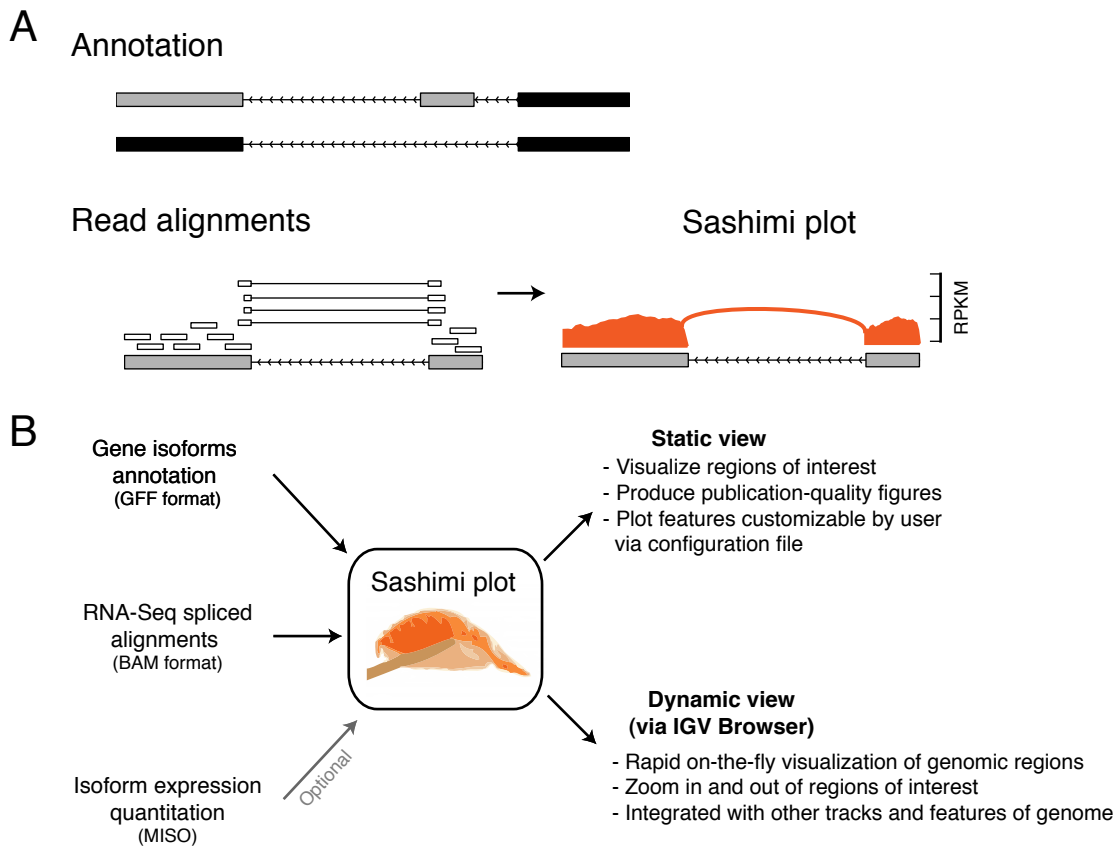 A
Annotation
Read alignments
Sashimi plot
RPKM
B
Gene isoforms
annotation
(GFF format)
RNA-Seq spliced
alignments
(BAM format)
Isoform expression
quantitation
(MISO)
Optional
Sashimi plot
Static view
- Visualize regions of interest
- Produce publication-quality figures
- Plot features customizable by user
via configuration file
Dynamic view
(via IGV Browser)
- Rapid on-the-fly visualization of genomic regions
- Zoom in and out of regions of interest
- Integrated with other tracks and features of genome